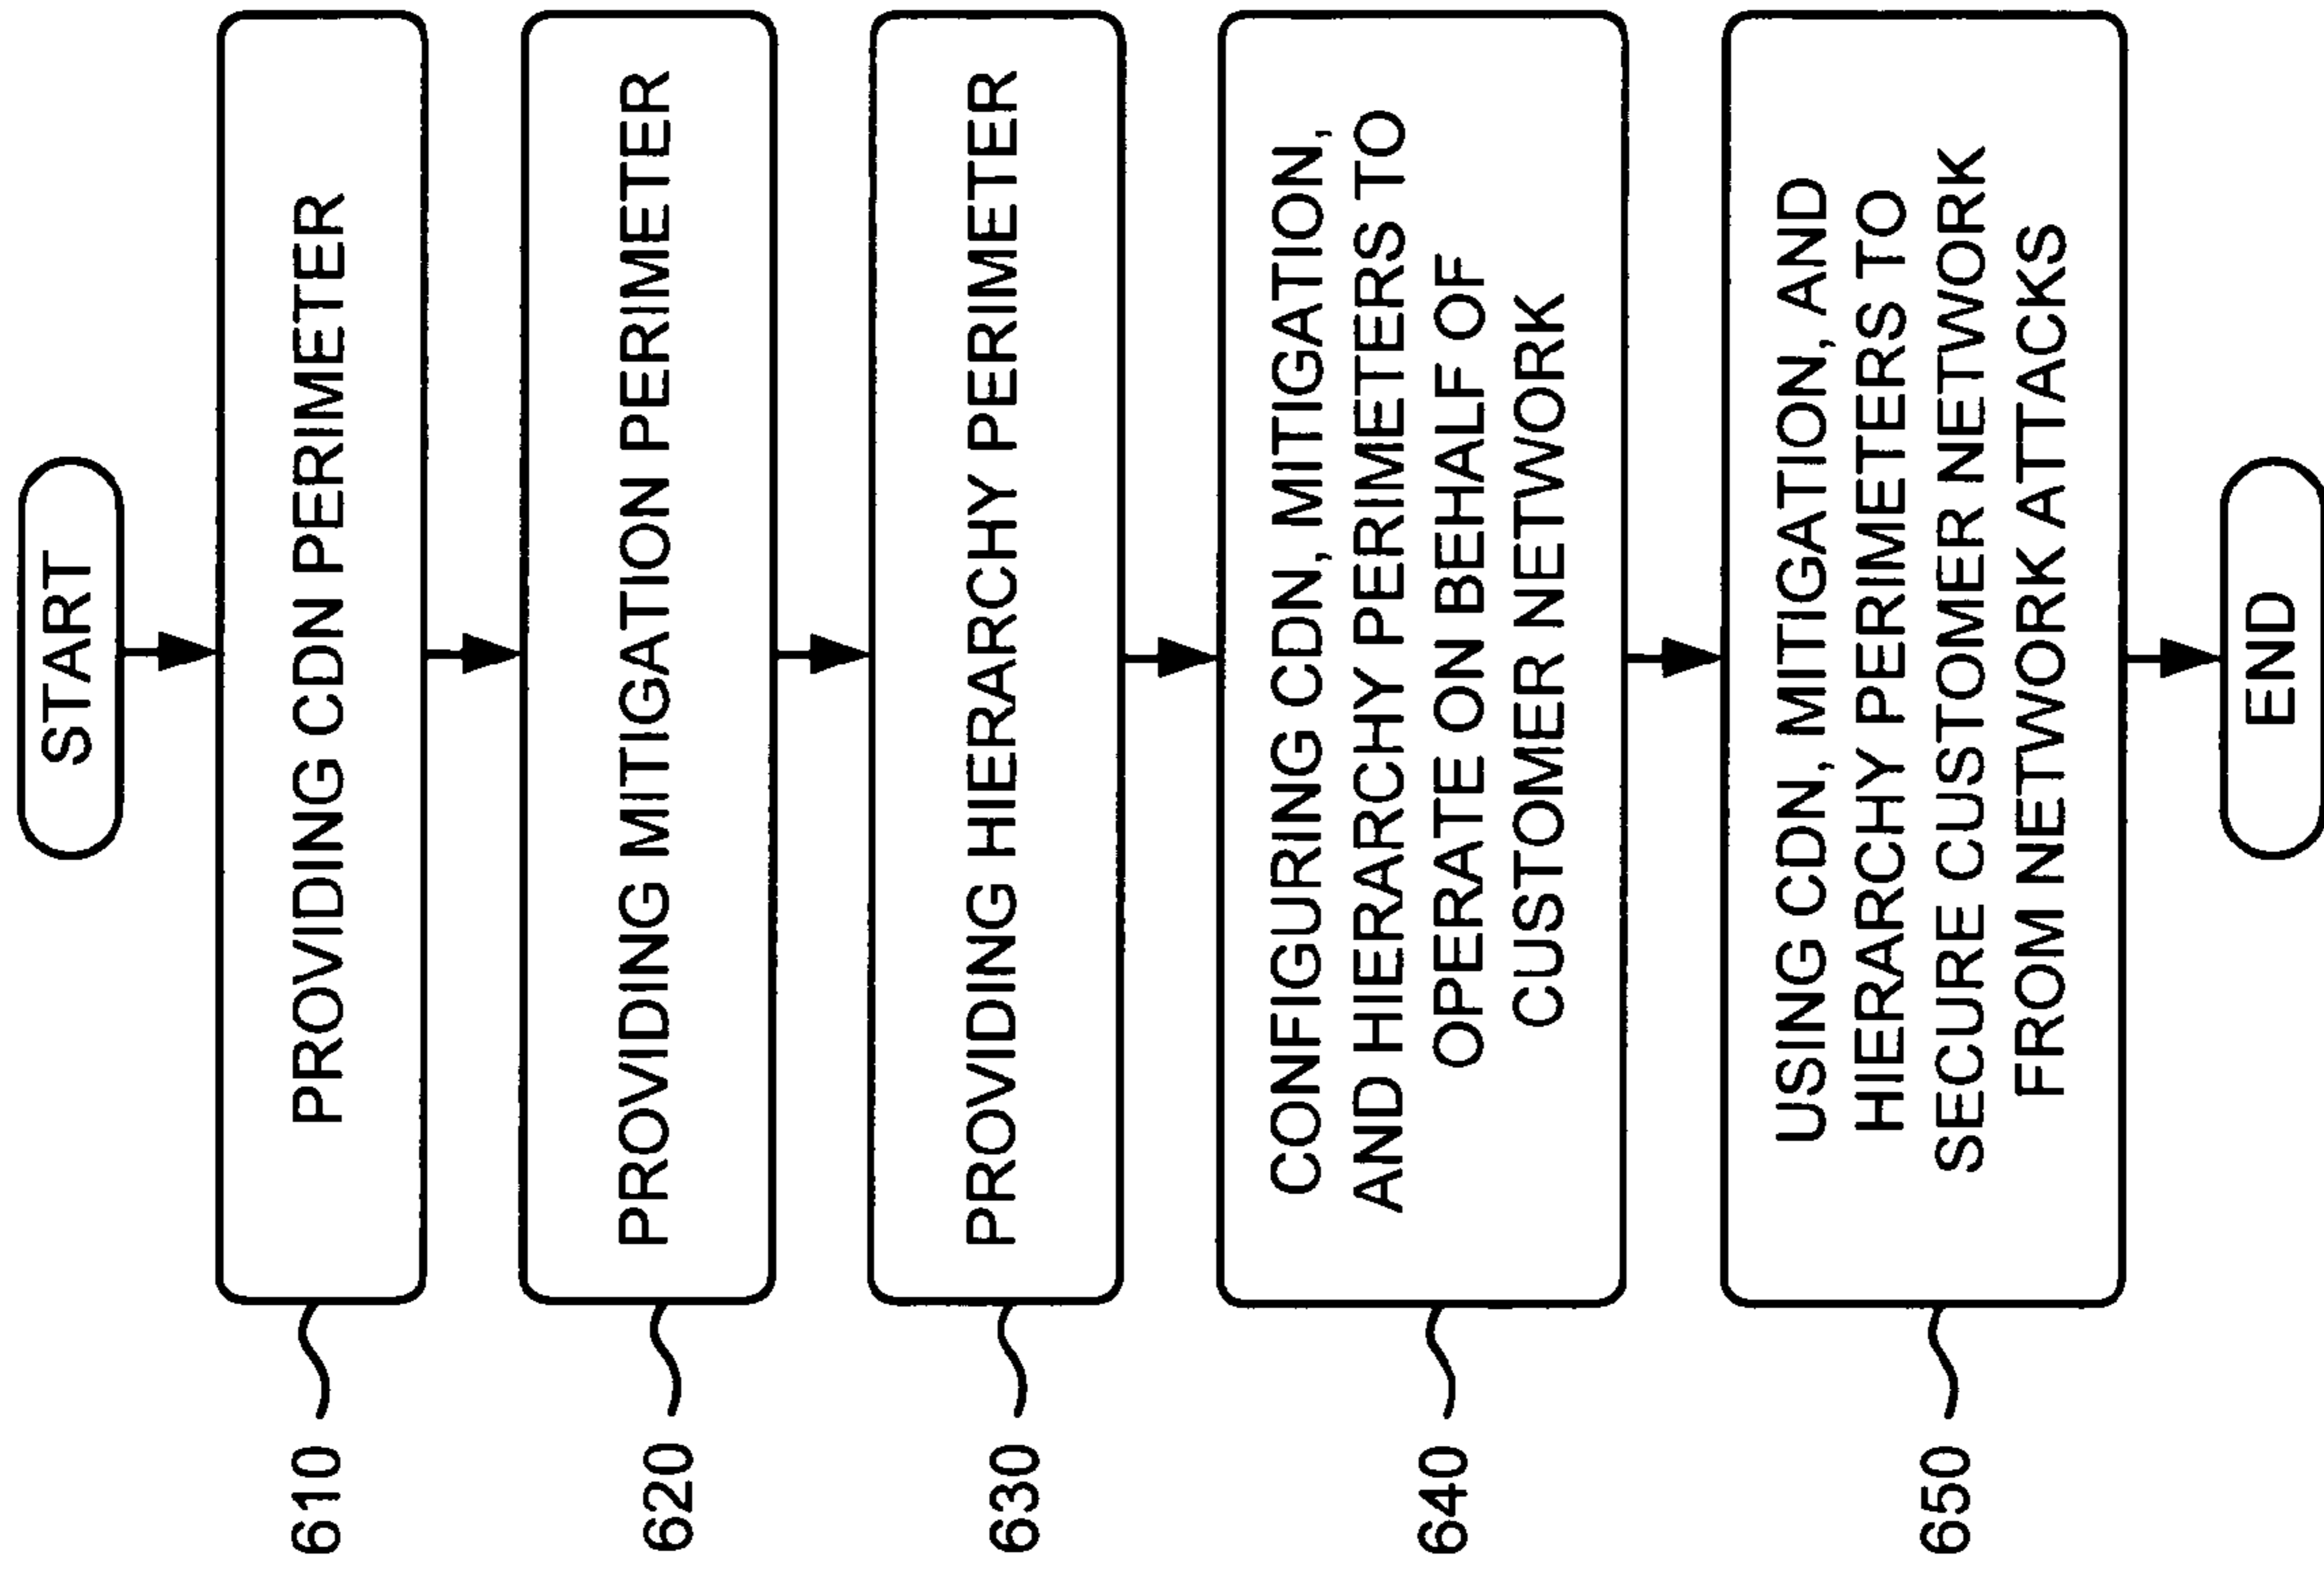 START
610
PROVIDING CDN PERIMETER
620
PROVIDING MITIGATION PERIMETER
630
PROVIDING HIERARCHY PERIMETER
640
CONFIGURING CDN, MITIGATION,
AND HIERARCHY PERIMETERS TO
OPERATE ON BEHALF OF
CUSTOMER NETWORK
650
USING CDN, MITIGATION, AND
HIERARCHY PERIMETERS TO
SECURE CUSTOMER NETWORK
FROM NETWORK ATTACKS
END